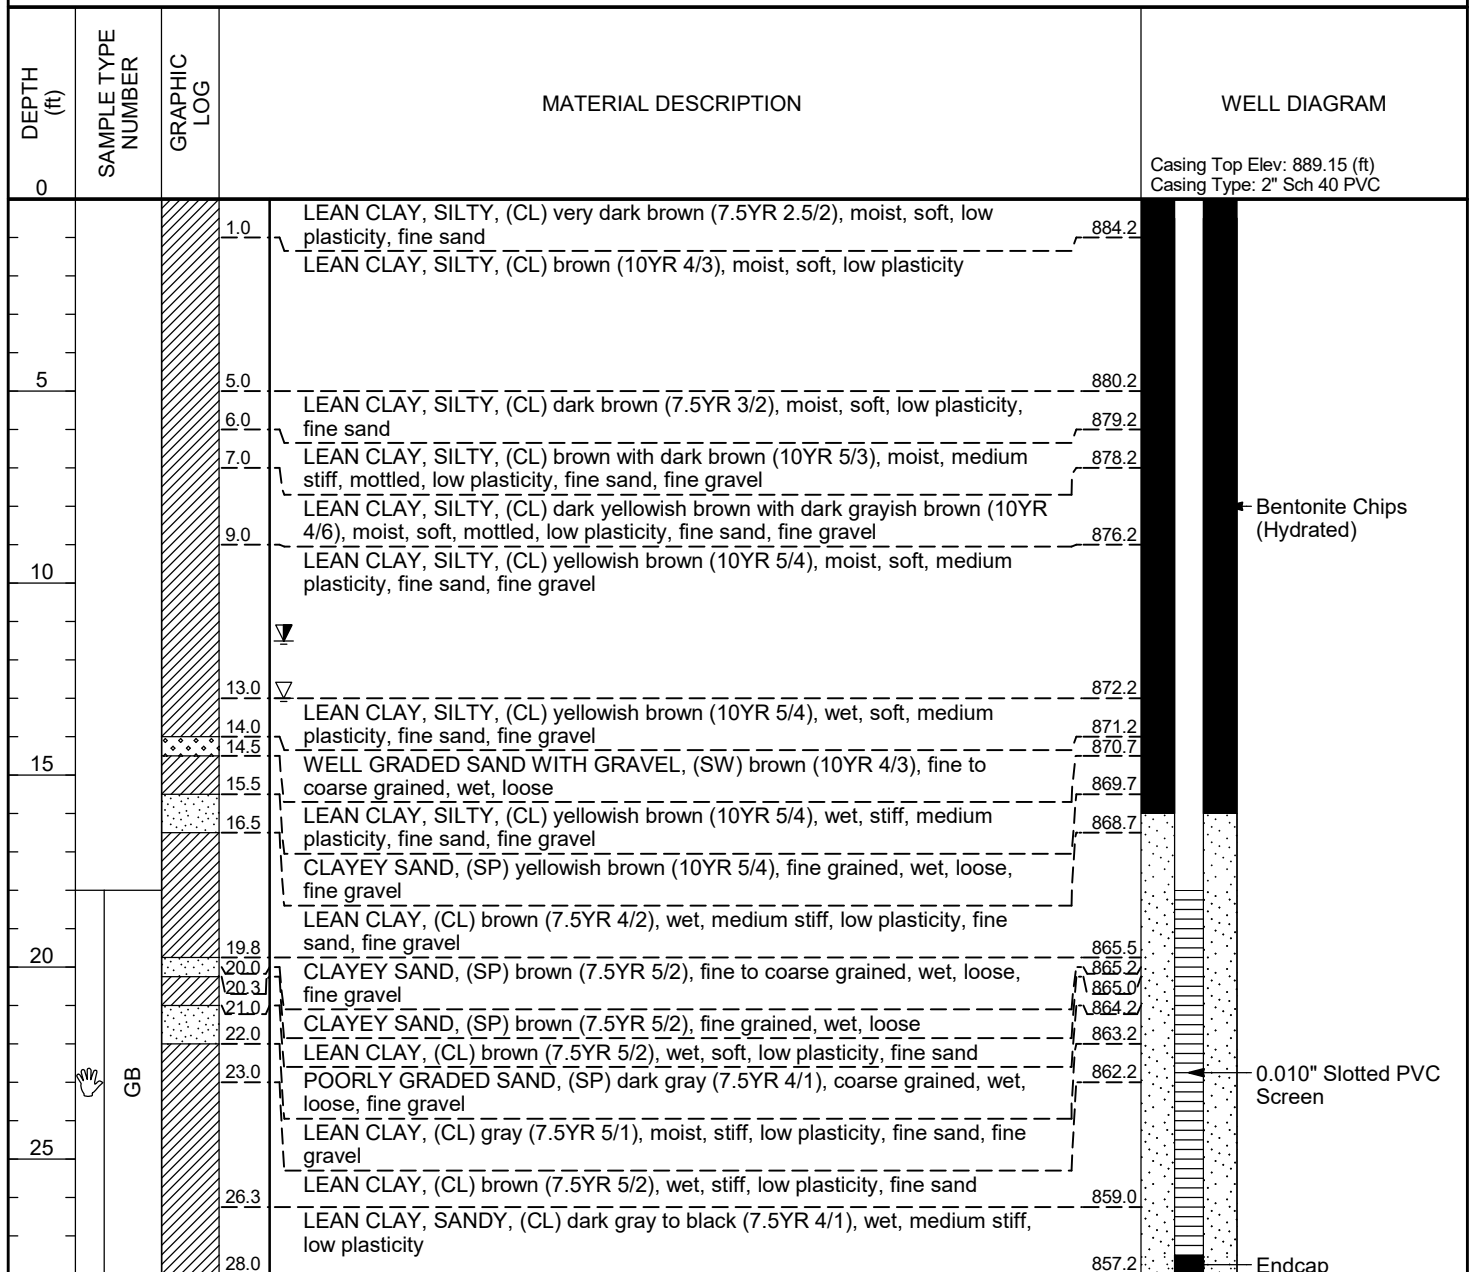 DEPTH
(ft)
SAMPLE TYPE
NUMBER
GRAPHIC
LOG
MATERIAL DESCRIPTION
WELL DIAGRAM
Casing Top Elev: 889.15 (ft)
Casing Type: 2" Sch 40 PVC
0
LEAN CLAY, SILTY, (CL) very dark brown (7.5YR 2.5/2), moist, soft, low
1.0 plasticity, fine sand 884.2
LEAN CLAY, SILTY, (CL) brown (10YR 4/3), moist, soft, low plasticity
5 5.0 880.2
LEAN CLAY, SILTY, (CL) dark brown (7.5YR 3/2), moist, soft, low plasticity,
6.0 fine sand 879.2
7.0 LEAN CLAY, SILTY, (CL) brown with dark brown (10YR 5/3), moist, medium 878.2
stiff, mottled, low plasticity, fine sand, fine gravel
LEAN CLAY, SILTY, (CL) dark yellowish brown with dark grayish brown (10YR
Bentonite Chips
(Hydrated)
9.0 4/6), moist, soft, mottled, low plasticity, fine sand, fine gravel 876.2
LEAN CLAY, SILTY, (CL) yellowish brown (10YR 5/4), moist, soft, medium
10 plasticity, fine sand, fine gravel
13.0 872.2
LEAN CLAY, SILTY, (CL) yellowish brown (10YR 5/4), wet, soft, medium
14.0 plasticity, fine sand, fine gravel 871.2
14.5 870.7
15 WELL GRADED SAND WITH GRAVEL, (SW) brown (10YR 4/3), fine to
15.5 coarse grained, wet, loose 869.7
LEAN CLAY, SILTY, (CL) yellowish brown (10YR 5/4), wet, stiff, medium
16.5 plasticity, fine sand, fine gravel 868.7
CLAYEY SAND, (SP) yellowish brown (10YR 5/4), fine grained, wet, loose,
fine gravel
LEAN CLAY, (CL) brown (7.5YR 4/2), wet, medium stiff, low plasticity, fine
19.8 sand, fine gravel 865.5
20 20.0 CLAYEY SAND, (SP) brown (7.5YR 5/2), fine to coarse grained, wet, loose, 865.2
20.3 fine gravel 865.0
21.0 864.2
CLAYEY SAND, (SP) brown (7.5YR 5/2), fine grained, wet, loose
22.0 863.2
LEAN CLAY, (CL) brown (7.5YR 5/2), wet, soft, low plasticity, fine sand
23.0 POORLY GRADED SAND, (SP) dark gray (7.5YR 4/1), coarse grained, wet, 862.2
loose, fine gravel
GB
0.010" Slotted PVC
Screen
LEAN CLAY, (CL) gray (7.5YR 5/1), moist, stiff, low plasticity, fine sand, fine
25 gravel
LEAN CLAY, (CL) brown (7.5YR 5/2), wet, stiff, low plasticity, fine sand
26.3 859.0
LEAN CLAY, SANDY, (CL) dark gray to black (7.5YR 4/1), wet, medium stiff,
low plasticity
28.0 857.2
Endcap